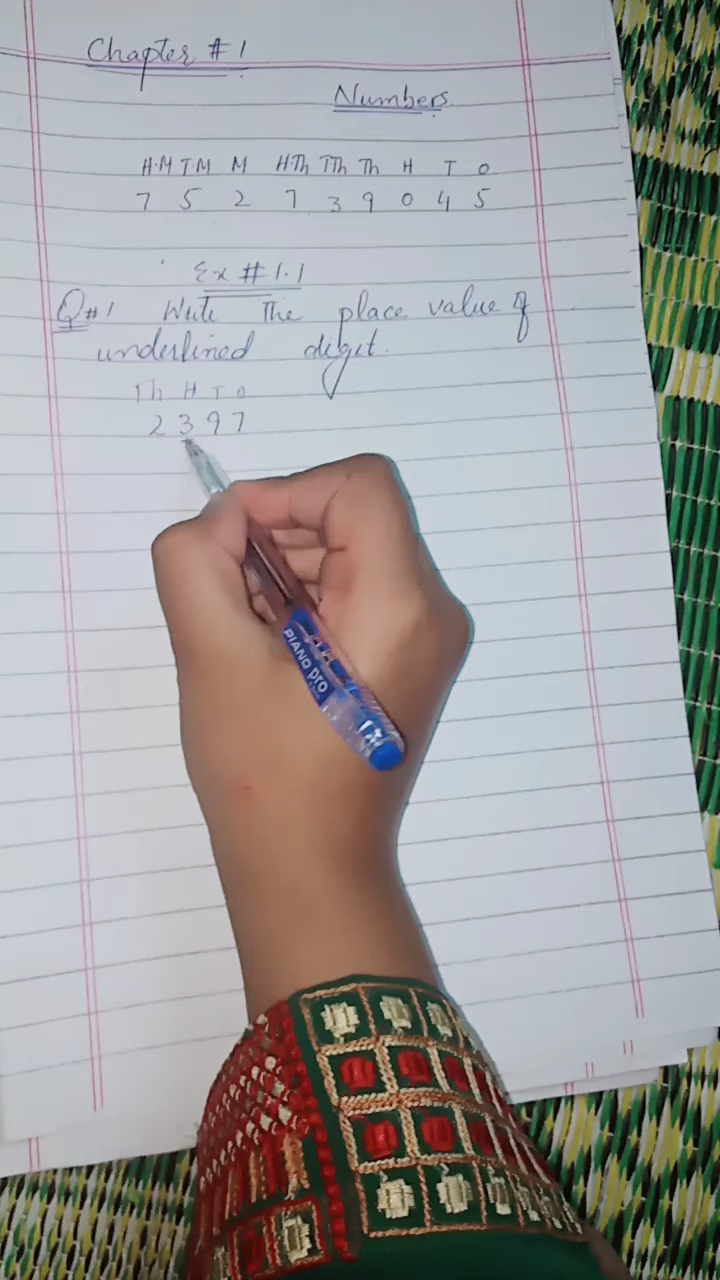 Chapter # 1
Numbers
H.M T.M M H.Th TTh Th H T O
7 5 2 7 3 9 0 4 5
Ex # 1.1
Q#1 Write The place value of
underlined digit.
Th H T O
2 3 9 7
PIANO pro